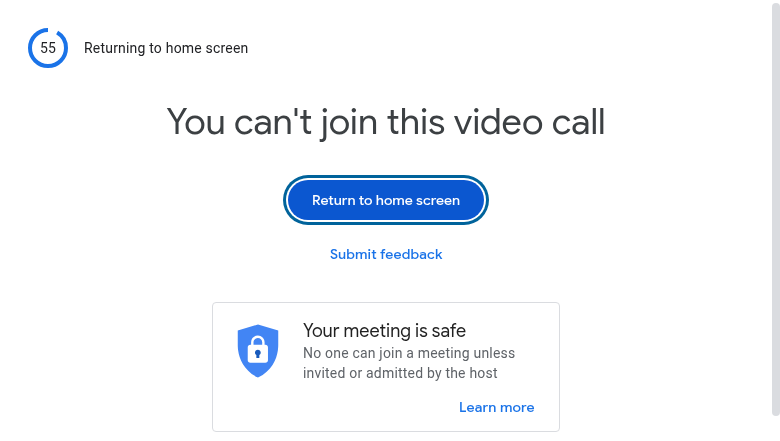 55
Returning to home screen
You can't join this video call
Return to home screen
Submit feedback
Your meeting is safe
No one can join a meeting unless
invited or admitted by the host
Learn more